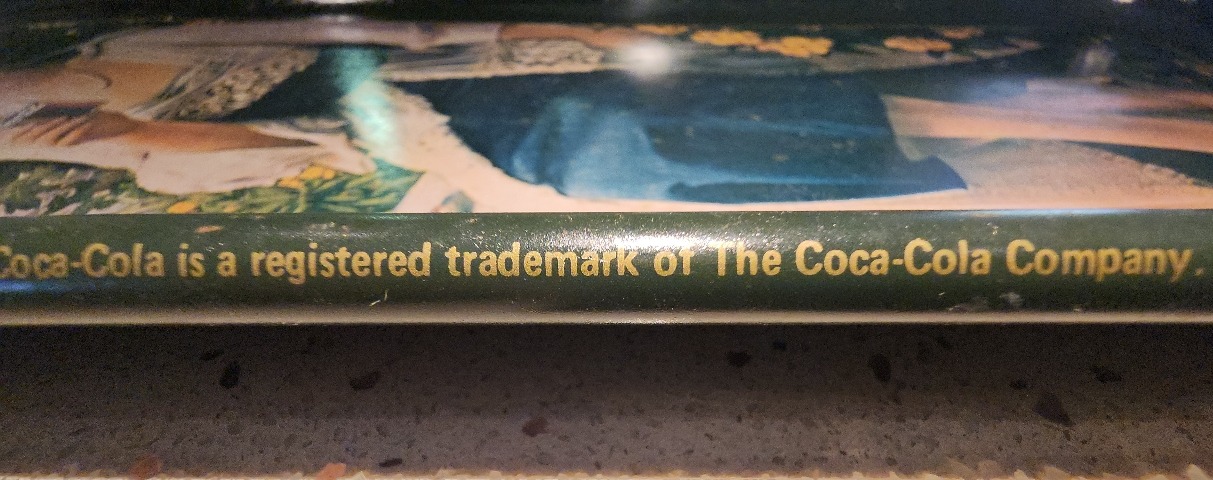 Coca-Cola is a registered trademark of The Coca-Cola Company.